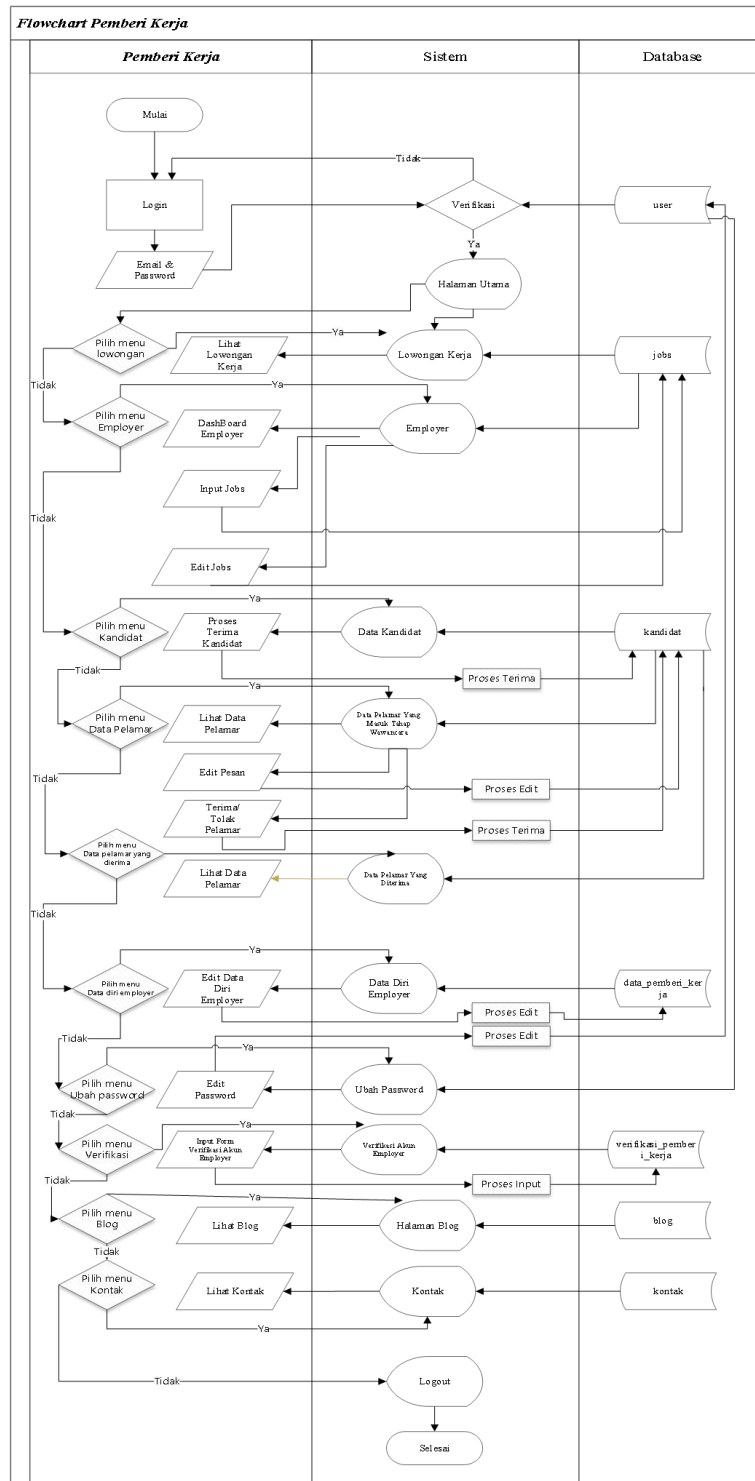 Flowchart Pemberi Kerja
Pemberi Kerja
Sistem
Database
Mulai
Tidak
Login
Verifikasi
user
Email &
Password
Ya
Halaman Utama
Pilih menu
lowongan
Ya
Lihat
Lowongan
Kerja
Lowongan Kerja
jobs
Tidak
Pilih menu
Employer
Ya
DashBoard
Employer
Employer
Input Jobs
Tidak
Edit Jobs
Pilih menu
Kandidat
Ya
Proses
Terima
Kandidat
Data Kandidat
kandidat
Tidak
Proses Terima
Pilih menu
Data Pelamar
Ya
Lihat Data
Pelamar
Data Pelamar Yang
Masuk Tahap
Wawancara
Tidak
Edit Pesan
Proses Edit
Terima/
Tolak
Pelamar
Proses Terima
Pilih menu
Data pelamar yang
dierima
Lihat Data
Pelamar
Data Pelamar Yang
Diterima
Tidak
Ya
Pilih menu
Data diri employer
Edit Data
Diri
Employer
Data Diri
Employer
data_pemberi_ker
ja
Proses Edit
Tidak
Proses Edit
Ya
Pilih menu
Ubah password
Edit
Password
Ubah Password
Tidak
Ya
Pilih menu
Verifikasi
Input Form
Verifikasi Akun
Employer
Verifikasi Akun
Employer
verifikasi_pember
i_kerja
Tidak
Proses Input
Ya
Pilih menu
Blog
Lihat Blog
Halaman Blog
blog
Tidak
Pilih menu
Kontak
Lihat Kontak
Kontak
kontak
Ya
Tidak
Logout
Selesai